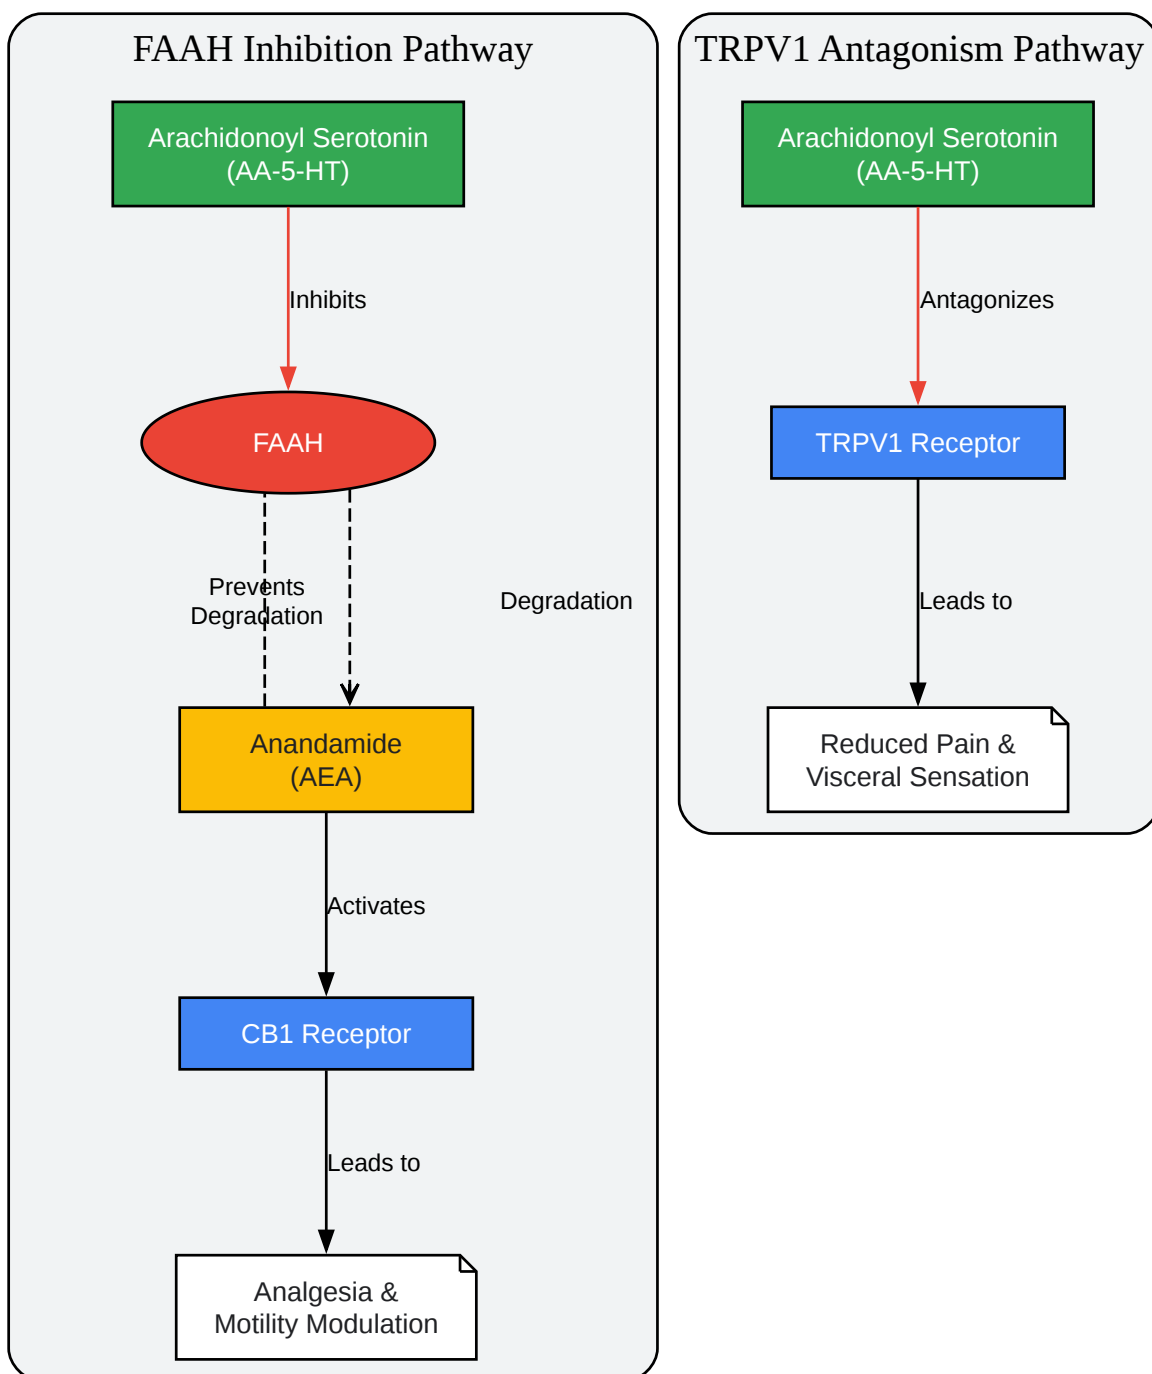 FAAH Inhibition Pathway
Arachidonoyl Serotonin
(AA-5-HT)
Inhibits
FAAH
Prevents
Degradation
Degradation
Anandamide
(AEA)
Activates
CB1 Receptor
Leads to
Analgesia &
Motility Modulation
TRPV1 Antagonism Pathway
Arachidonoyl Serotonin
(AA-5-HT)
Antagonizes
TRPV1 Receptor
Leads to
Reduced Pain &
Visceral Sensation